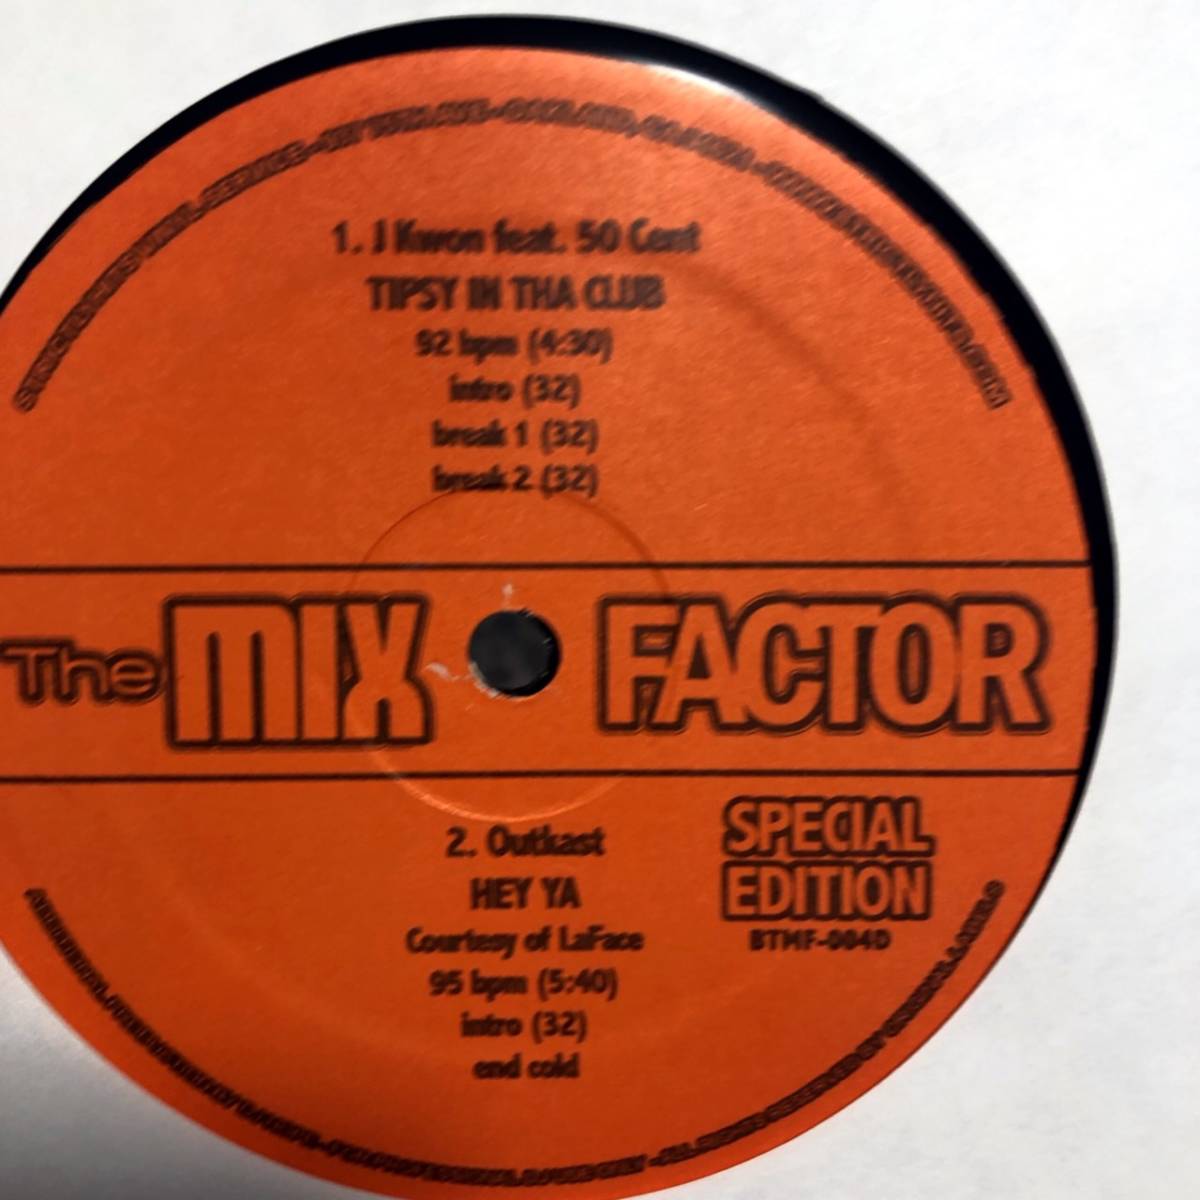 1. J Kwon feat. 50 Cent
TIPSY IN THA CLUB
92 bpm (4:30)
intro (32)
break 1 (32)
break 2 (32)
The MIX FACTOR
2. Outkast
HEY YA
Courtesy of LaFace
95 bpm (5:40)
intro (32)
end cold
SPECIAL
EDITION
BTMF-004D